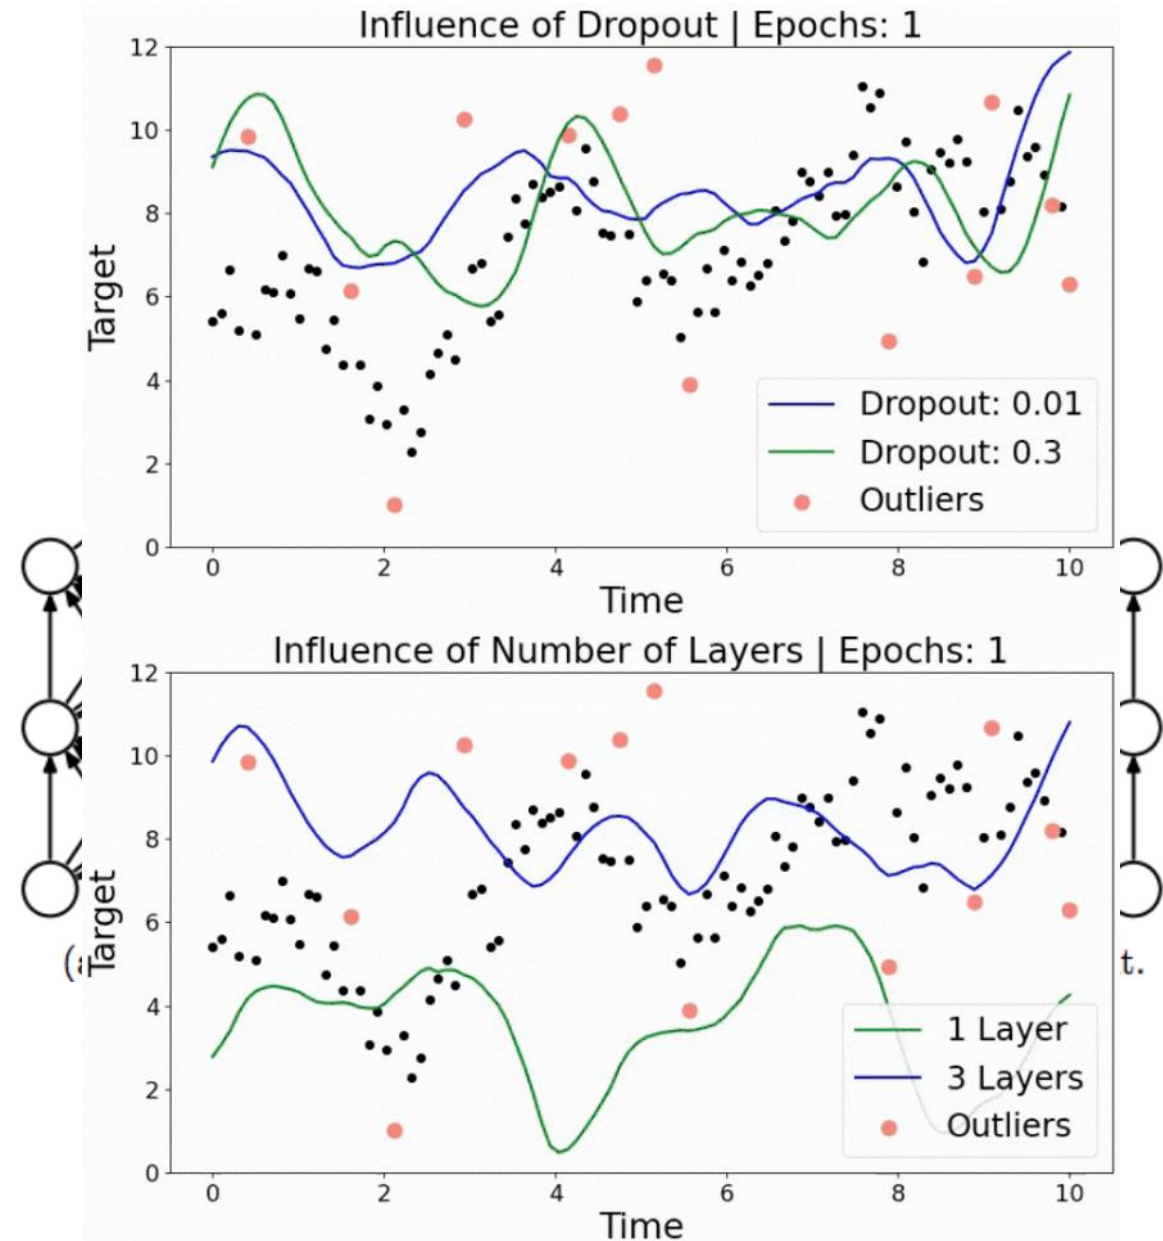 Influence of Dropout | Epochs: 1
12
10
8
6
4
2
0
Target
Dropout: 0.01
Dropout: 0.3
Outliers
0 2 4 6 8 10
Time
Influence of Number of Layers | Epochs: 1
12
10
8
6
4
2
0
Target
(a
t.
1 Layer
3 Layers
Outliers
0 2 4 6 8 10
Time